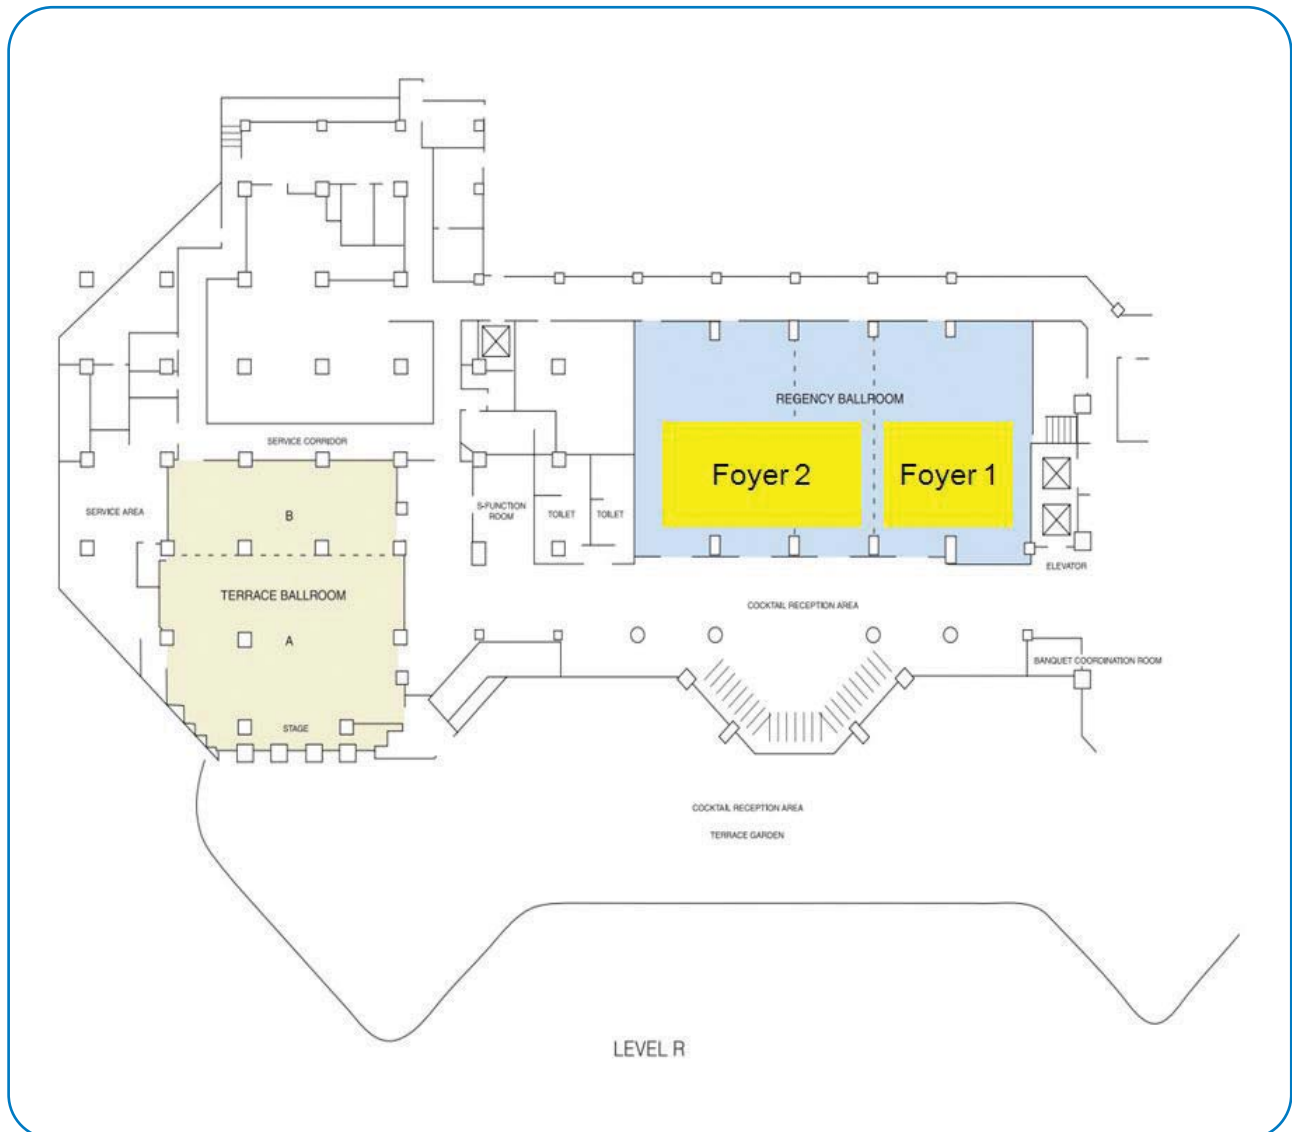 REGENCY BALLROOM
SERVICE CORRIDOR
Foyer 2
Foyer 1
SERVICE AREA
B
S-FUNCTION
ROOM
TOILET
TOILET
ELEVATOR
TERRACE BALLROOM
COCKTAIL RECEPTION AREA
A
BANQUET COORDINATION ROOM
STAGE
COCKTAIL RECEPTION AREA
TERRACE GARDEN
LEVEL R